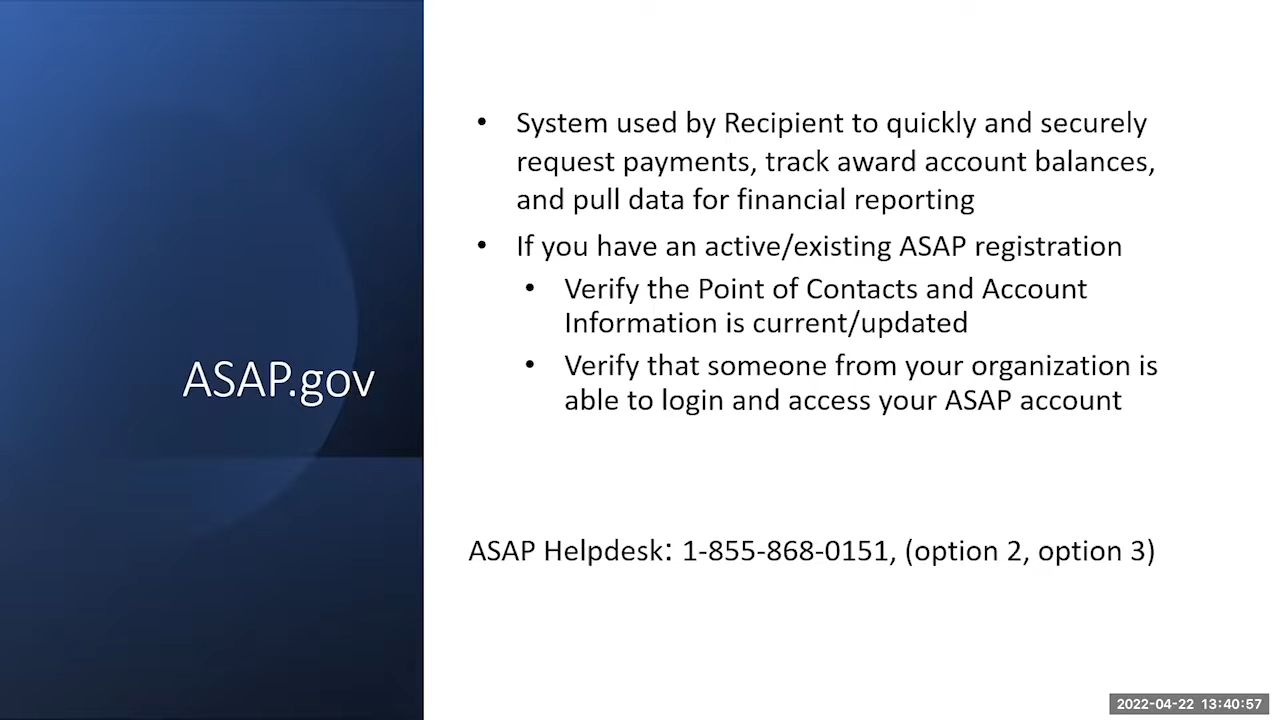 ASAP.gov
• System used by Recipient to quickly and securely
request payments, track award account balances,
and pull data for financial reporting
• If you have an active/existing ASAP registration
• Verify the Point of Contacts and Account
Information is current/updated
• Verify that someone from your organization is
able to login and access your ASAP account
ASAP Helpdesk: 1-855-868-0151, (option 2, option 3)
2022-04-22 13:40:57